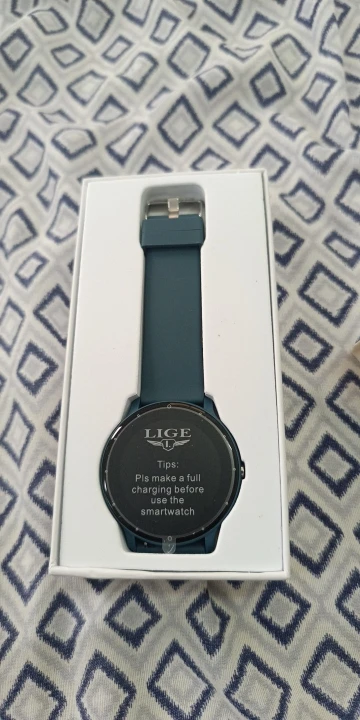 LIGE
L
Tips:
Pls make a full
charging before
use the
smartwatch